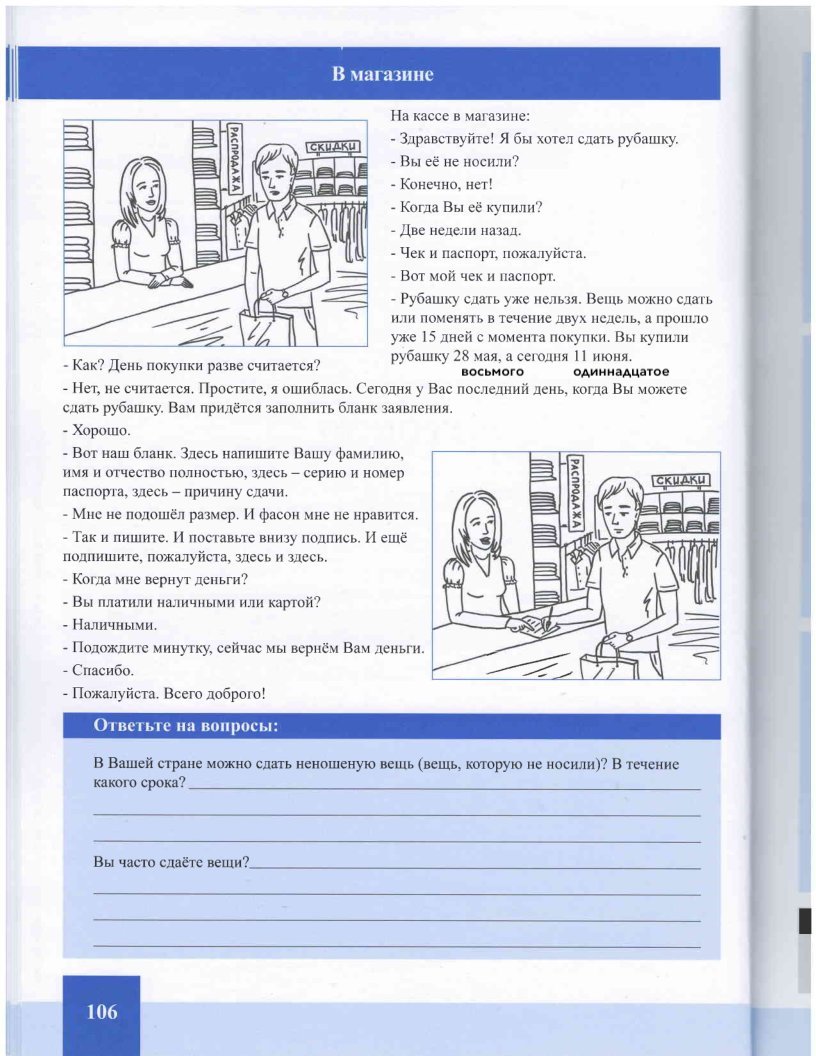 В магазине
РАСПРОДАЖА
СКИДКИ
На кассе в магазине:
- Здравствуйте! Я бы хотел сдать рубашку.
- Вы её не носили?
- Конечно, нет!
- Когда Вы её купили?
- Две недели назад.
- Чек и паспорт, пожалуйста.
- Вот мой чек и паспорт.
- Рубашку сдать уже нельзя. Вещь можно сдать
или поменять в течение двух недель, а прошло
уже 15 дней с момента покупки. Вы купили
рубашку 28 мая, а сегодня 11 июня.
восьмого одиннадцатое
- Как? День покупки разве считается?
- Нет, не считается. Простите, я ошиблась. Сегодня у Вас последний день, когда Вы можете
сдать рубашку. Вам придётся заполнить бланк заявления.
- Хорошо.
- Вот наш бланк. Здесь напишите Вашу фамилию,
имя и отчество полностью, здесь – серию и номер
паспорта, здесь – причину сдачи.
- Мне не подошёл размер. И фасон мне не нравится.
- Так и пишите. И поставьте внизу подпись. И ещё
подпишите, пожалуйста, здесь и здесь.
- Когда мне вернут деньги?
- Вы платили наличными или картой?
- Наличными.
- Подождите минутку, сейчас мы вернём Вам деньги.
- Спасибо.
- Пожалуйста. Всего доброго!
РАСПРОДАЖА
СКИДКИ
Ответьте на вопросы:
В Вашей стране можно сдать неношеную вещь (вещь, которую не носили)? В течение
какого срока?
Вы часто сдаёте вещи?
106